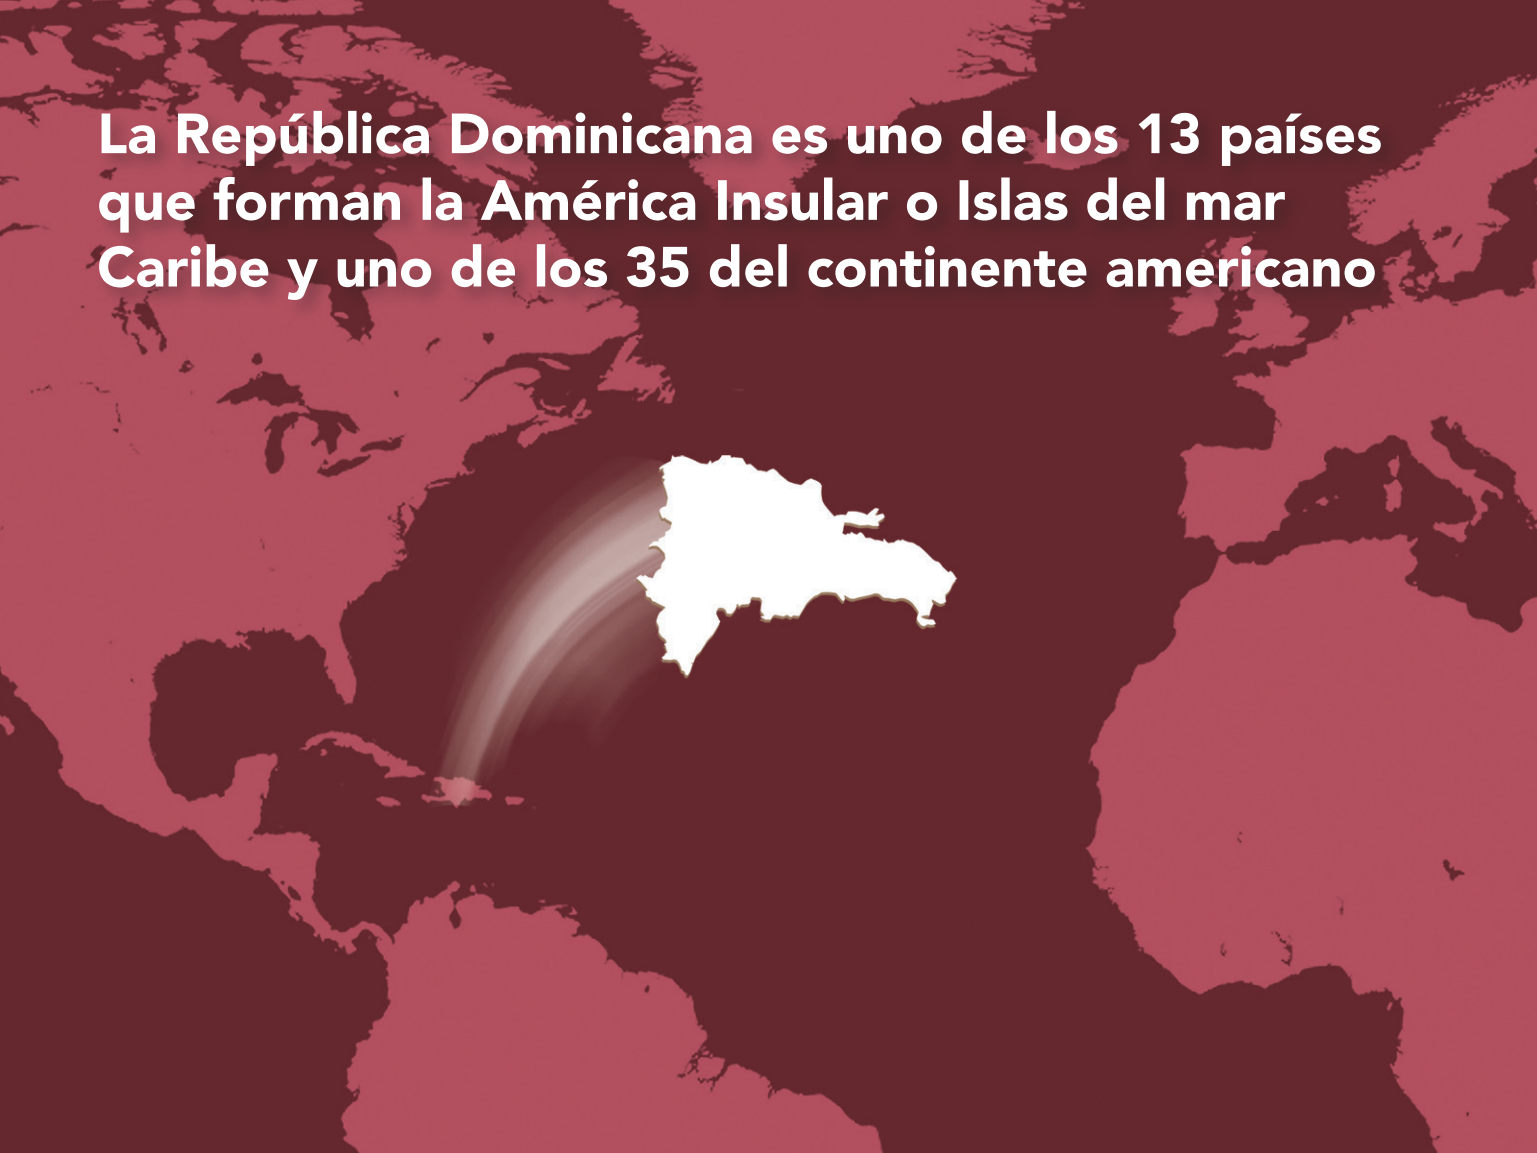 La República Dominicana es uno de los 13 países
que forman la América Insular o Islas del mar
Caribe y uno de los 35 del continente americano